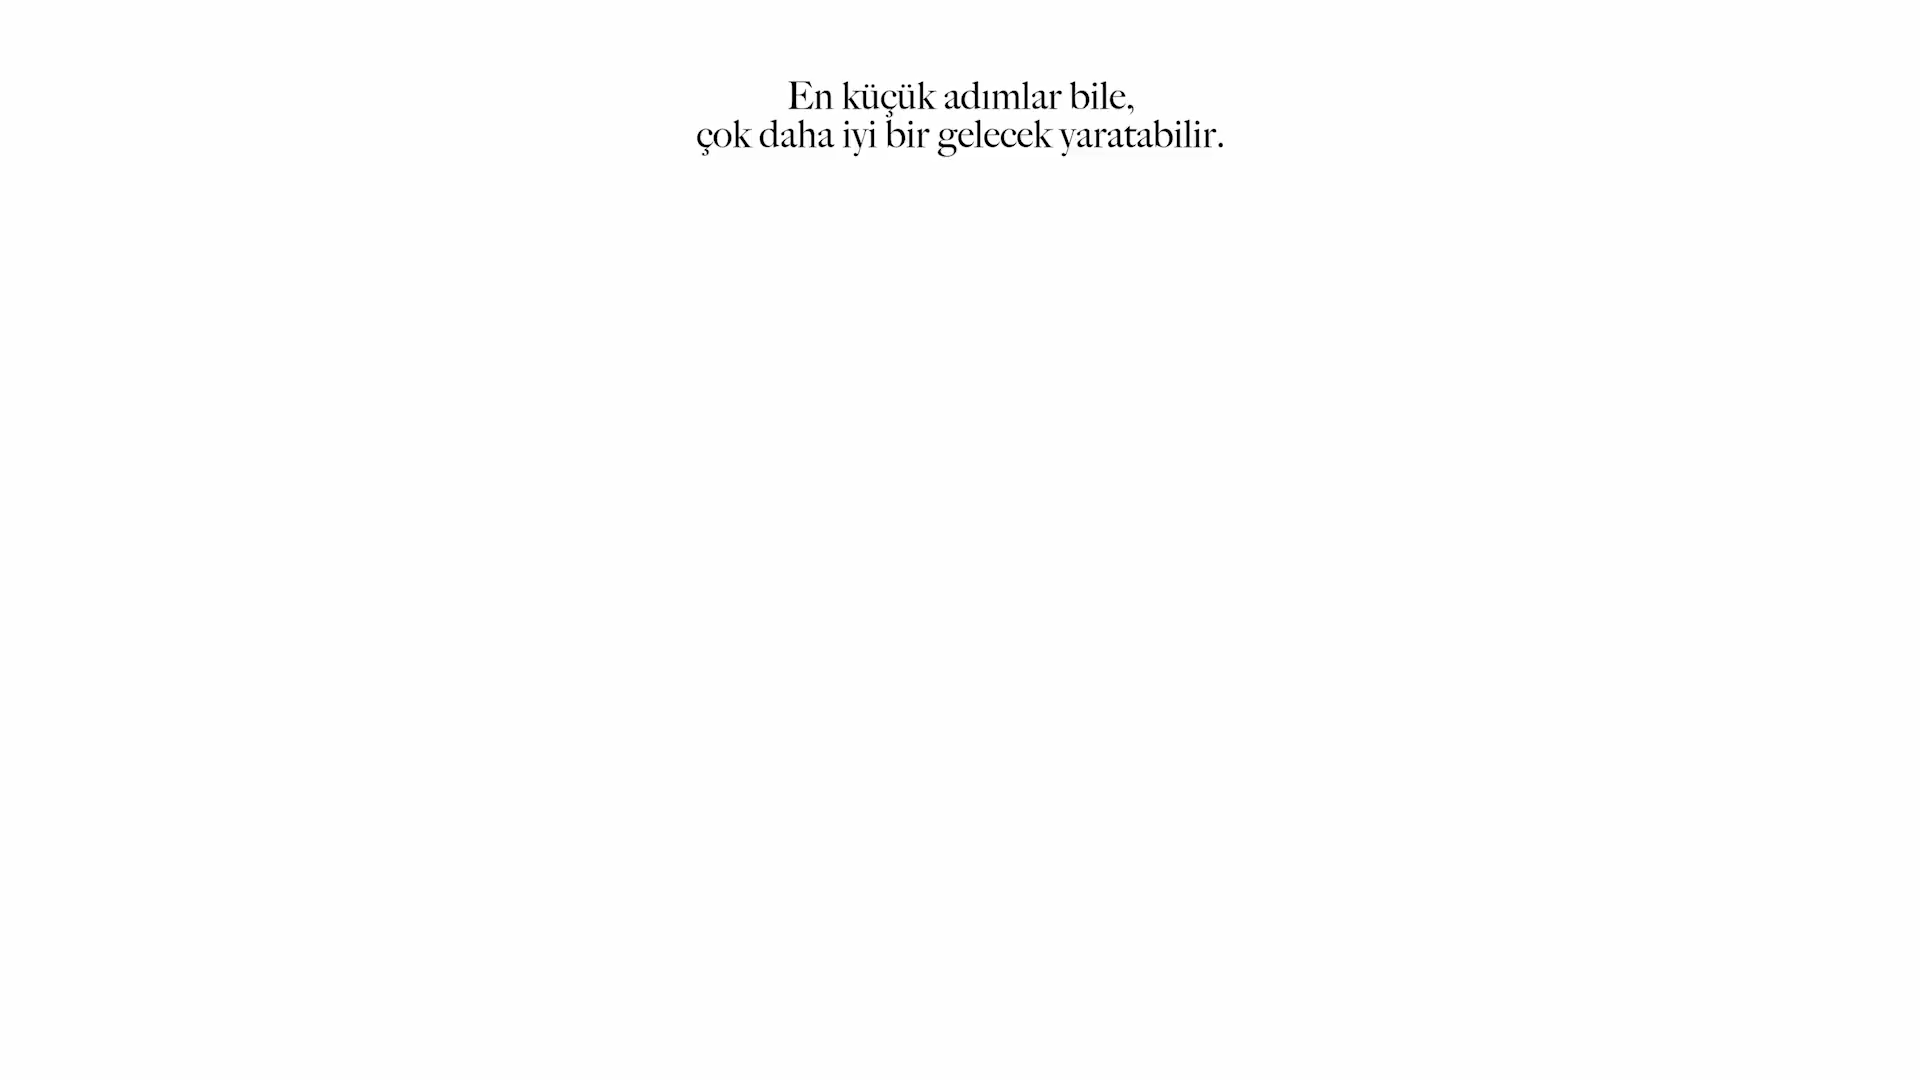 En küçük adımlar bile,
çok daha iyi bir gelecek yaratabilir.